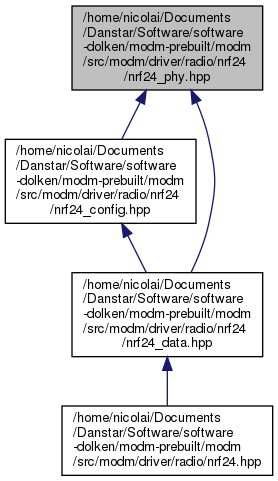 /home/nicolai/Documents
/Danstar/Software/software
-dolken/modm-prebuilt/modm
/src/modm/driver/radio/nrf24
/nrf24_phy.hpp
/home/nicolai/Documents
/Danstar/Software/software
-dolken/modm-prebuilt/modm
/src/modm/driver/radio/nrf24
/nrf24_config.hpp
/home/nicolai/Documents
/Danstar/Software/software
-dolken/modm-prebuilt/modm
/src/modm/driver/radio/nrf24
/nrf24_data.hpp
/home/nicolai/Documents
/Danstar/Software/software
-dolken/modm-prebuilt/modm
/src/modm/driver/radio/nrf24.hpp